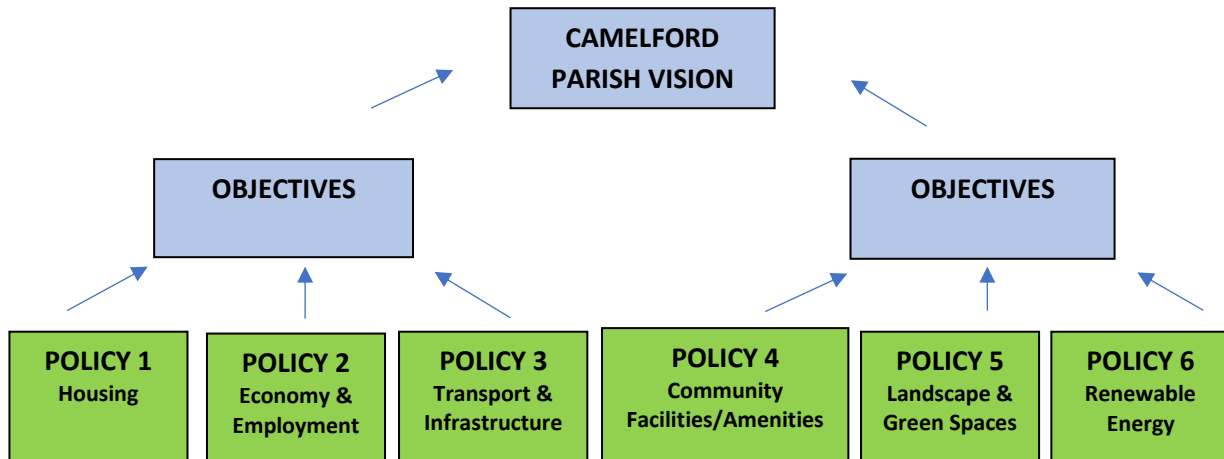 CAMELFORD
PARISH VISION
OBJECTIVES
OBJECTIVES
POLICY 1
Housing
POLICY 2
Economy &
Employment
POLICY 3
Transport &
Infrastructure
POLICY 4
Community
Facilities/Amenities
POLICY 5
Landscape &
Green Spaces
POLICY 6
Renewable
Energy